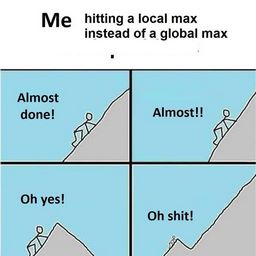 Me hitting a local max
instead of a global max
Almost
done!
Almost!!
Oh yes!
Oh shit!